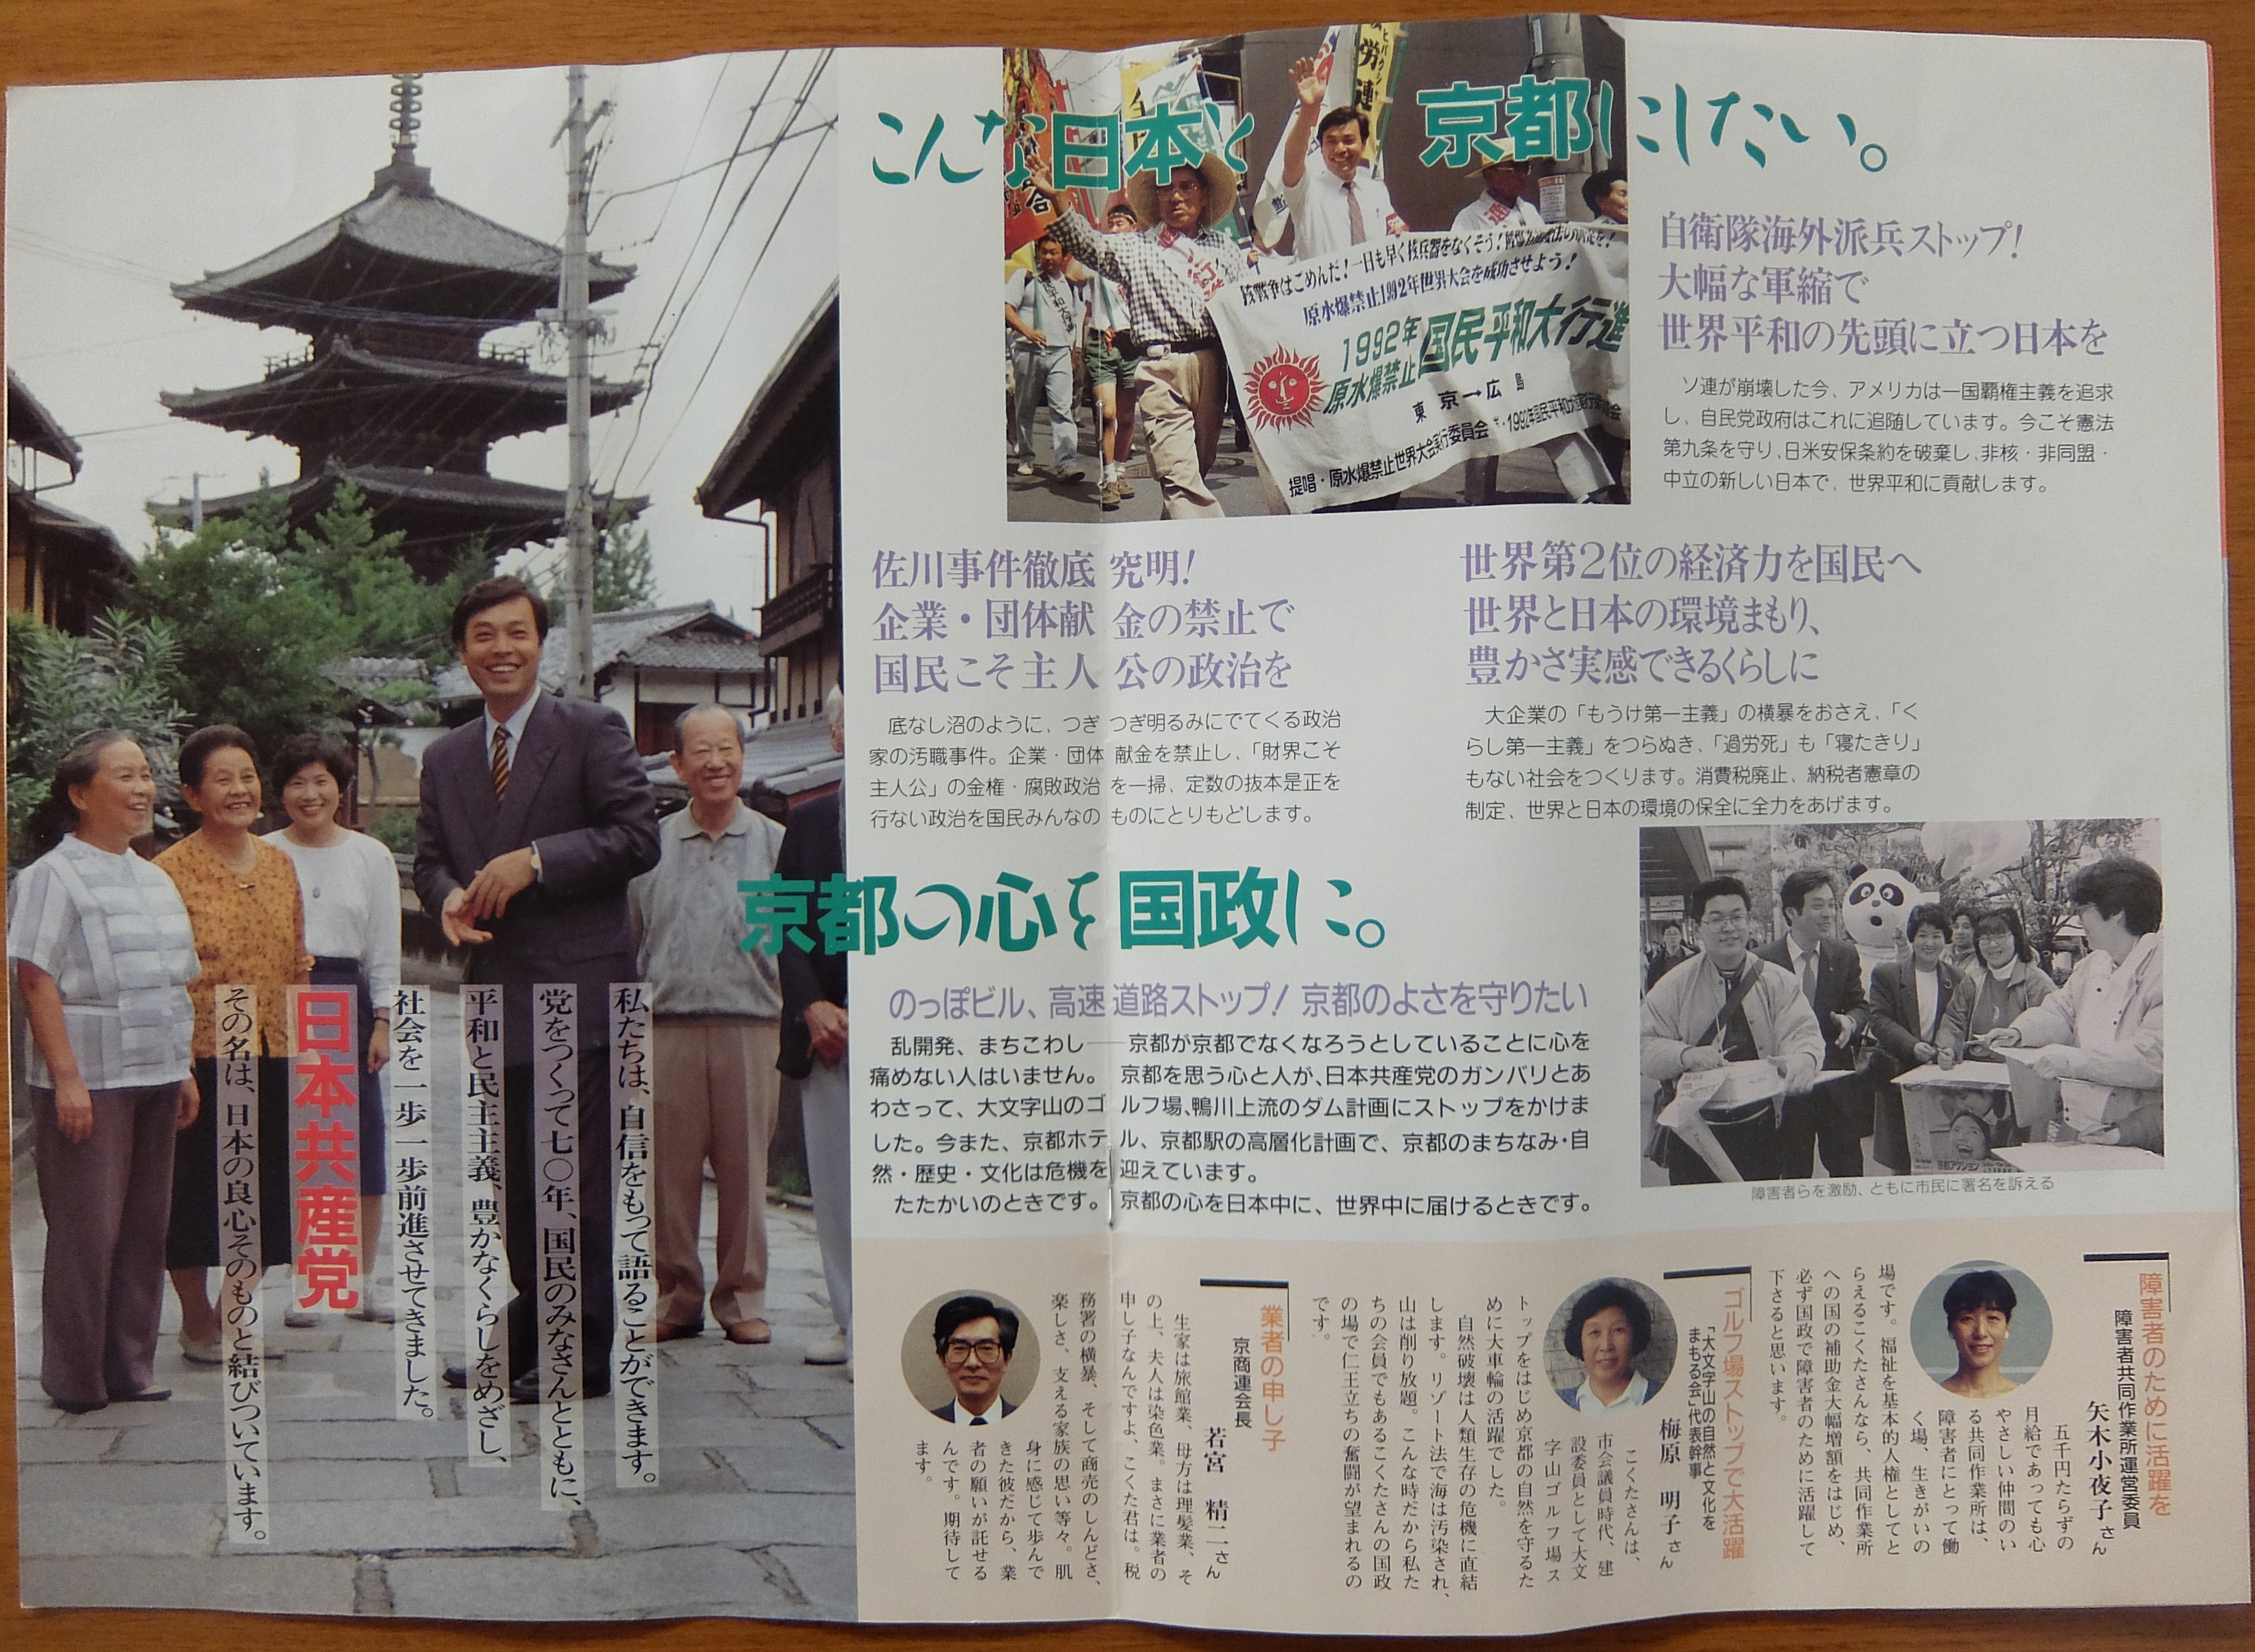 こんな日本と京都にしたい。
核戦争はごめんだ!一日も早く核兵器をなくそう!
原水爆禁止1992年世界大会を成功させよう!
1992年
原水爆禁止国民平和大行進
東京→広島
提唱・原水爆禁止世界大会実行委員会
自衛隊海外派兵ストップ!
大幅な軍縮で
世界平和の先頭に立つ日本を
ソ連が崩壊した今、アメリカは一国覇権主義を追求
し、自民党政府はこれに追随しています。今こそ憲法
第九条を守り、日米安保条約を破棄し、非核・非同盟・
中立の新しい日本で、世界平和に貢献します。
佐川事件徹底究明!
企業・団体献金の禁止で
国民こそ主人公の政治を
底なし沼のように、つぎつぎ明るみにでてくる政治
家の汚職事件。企業・団体献金を禁止し、「財界こそ
主人公」の金権・腐敗政治を一掃、定数の抜本是正を
行ない政治を国民みんなのものにとりもどします。
世界第2位の経済力を国民へ
世界と日本の環境まもり、
豊かさ実感できるくらしに
大企業の「もうけ第一主義」の横暴をおさえ、「く
らし第一主義」をつらぬき、「過労死」も「寝たきり」
もない社会をつくります。消費税廃止、納税者憲章の
制定、世界と日本の環境の保全に全力をあげます。
京都の心を国政に。
のっぽビル、高速道路ストップ! 京都のよさを守りたい
乱開発、まちこわし──京都が京都でなくなろうとしていることに心を
痛めない人はいません。京都を思う心と人が、日本共産党のガンバリとあ
わさって、大文字山のゴルフ場、鴨川上流のダム計画にストップをかけま
した。今また、京都ホテル、京都駅の高層化計画で、京都のまちなみ・自
然・歴史・文化は危機を迎えています。
たたかいのときです。京都の心を日本中に、世界中に届けるときです。
障害者らを激励、ともに市民に署名を訴える
私たちは、自信をもって語ることができます。
党をつくって七〇年、国民のみなさんとともに、
平和と民主主義、豊かなくらしをめざし、
社会を一歩一歩前進させてきました。
日本共産党
その名は、日本の良心そのものと結びついています。
障害者のために活躍を
障害者共同作業所運営委員
矢木小夜子さん
五千円たらずの
月給であっても心
やさしい仲間のい
る共同作業所は、
障害者にとって働
く場、生きがいの
場です。福祉を基本的人権としてと
らえるこくたさんなら、共同作業所
への国の補助金大幅増額をはじめ、
必ず国政で障害者のために活躍して
下さると思います。
ゴルフ場ストップで大活躍
「大文字山の自然と文化を
まもる会」代表幹事
梅原 明子さん
こくたさんは、
市会議員時代、建
設委員として大文
字山ゴルフ場ス
トップをはじめ京都の自然を守るた
めに大車輪の活躍でした。
自然破壊は人類生存の危機に直結
します。リゾート法で海は汚染され、
山は削り放題。こんな時だから私た
ちの会員でもあるこくたさんの国政
の場で仁王立ちの奮闘が望まれるの
です。
業者の申し子
京商連会長
若宮 精二さん
生家は旅館業、母方は理髪業、そ
の上、夫人は染色業。まさに業者の
申し子なんですよ、こくた君は。税
務署の横暴、そして商売のしんどさ、
楽しさ、支える家族の思い等々。肌
身に感じて歩んで
きた彼だから、業
者の願いが託せる
んです。期待して
ます。